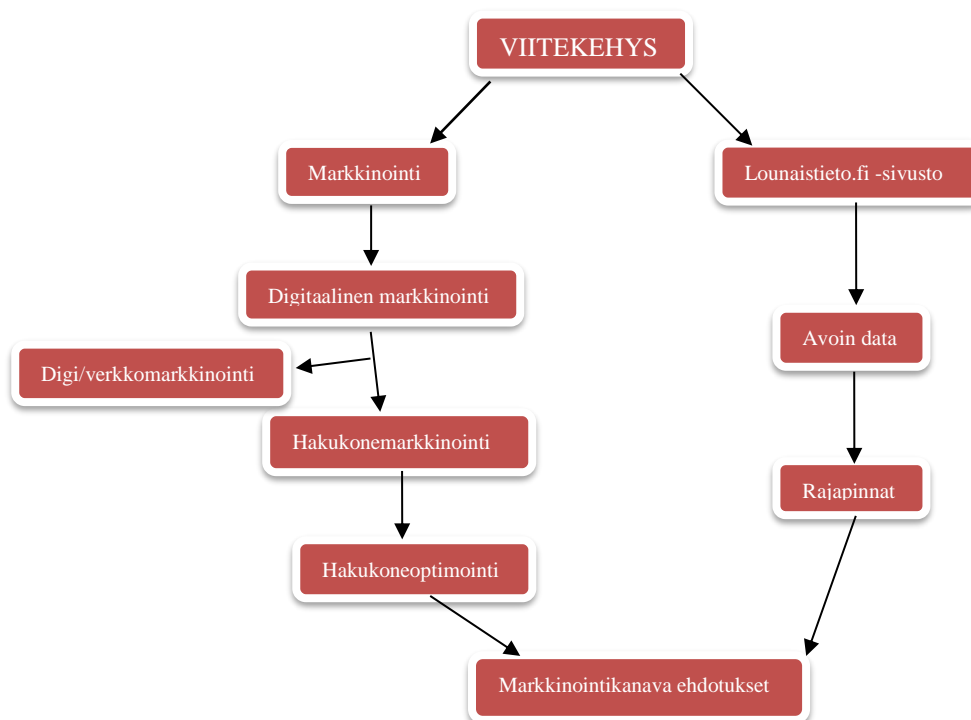 VIITEKEHYS
Markkinointi
Lounaistieto.fi -sivusto
Digitaalinen markkinointi
Avoin data
Digi/verkkomarkkinointi
Hakukonemarkkinointi
Rajapinnat
Hakukoneoptimointi
Markkinointikanava ehdotukset